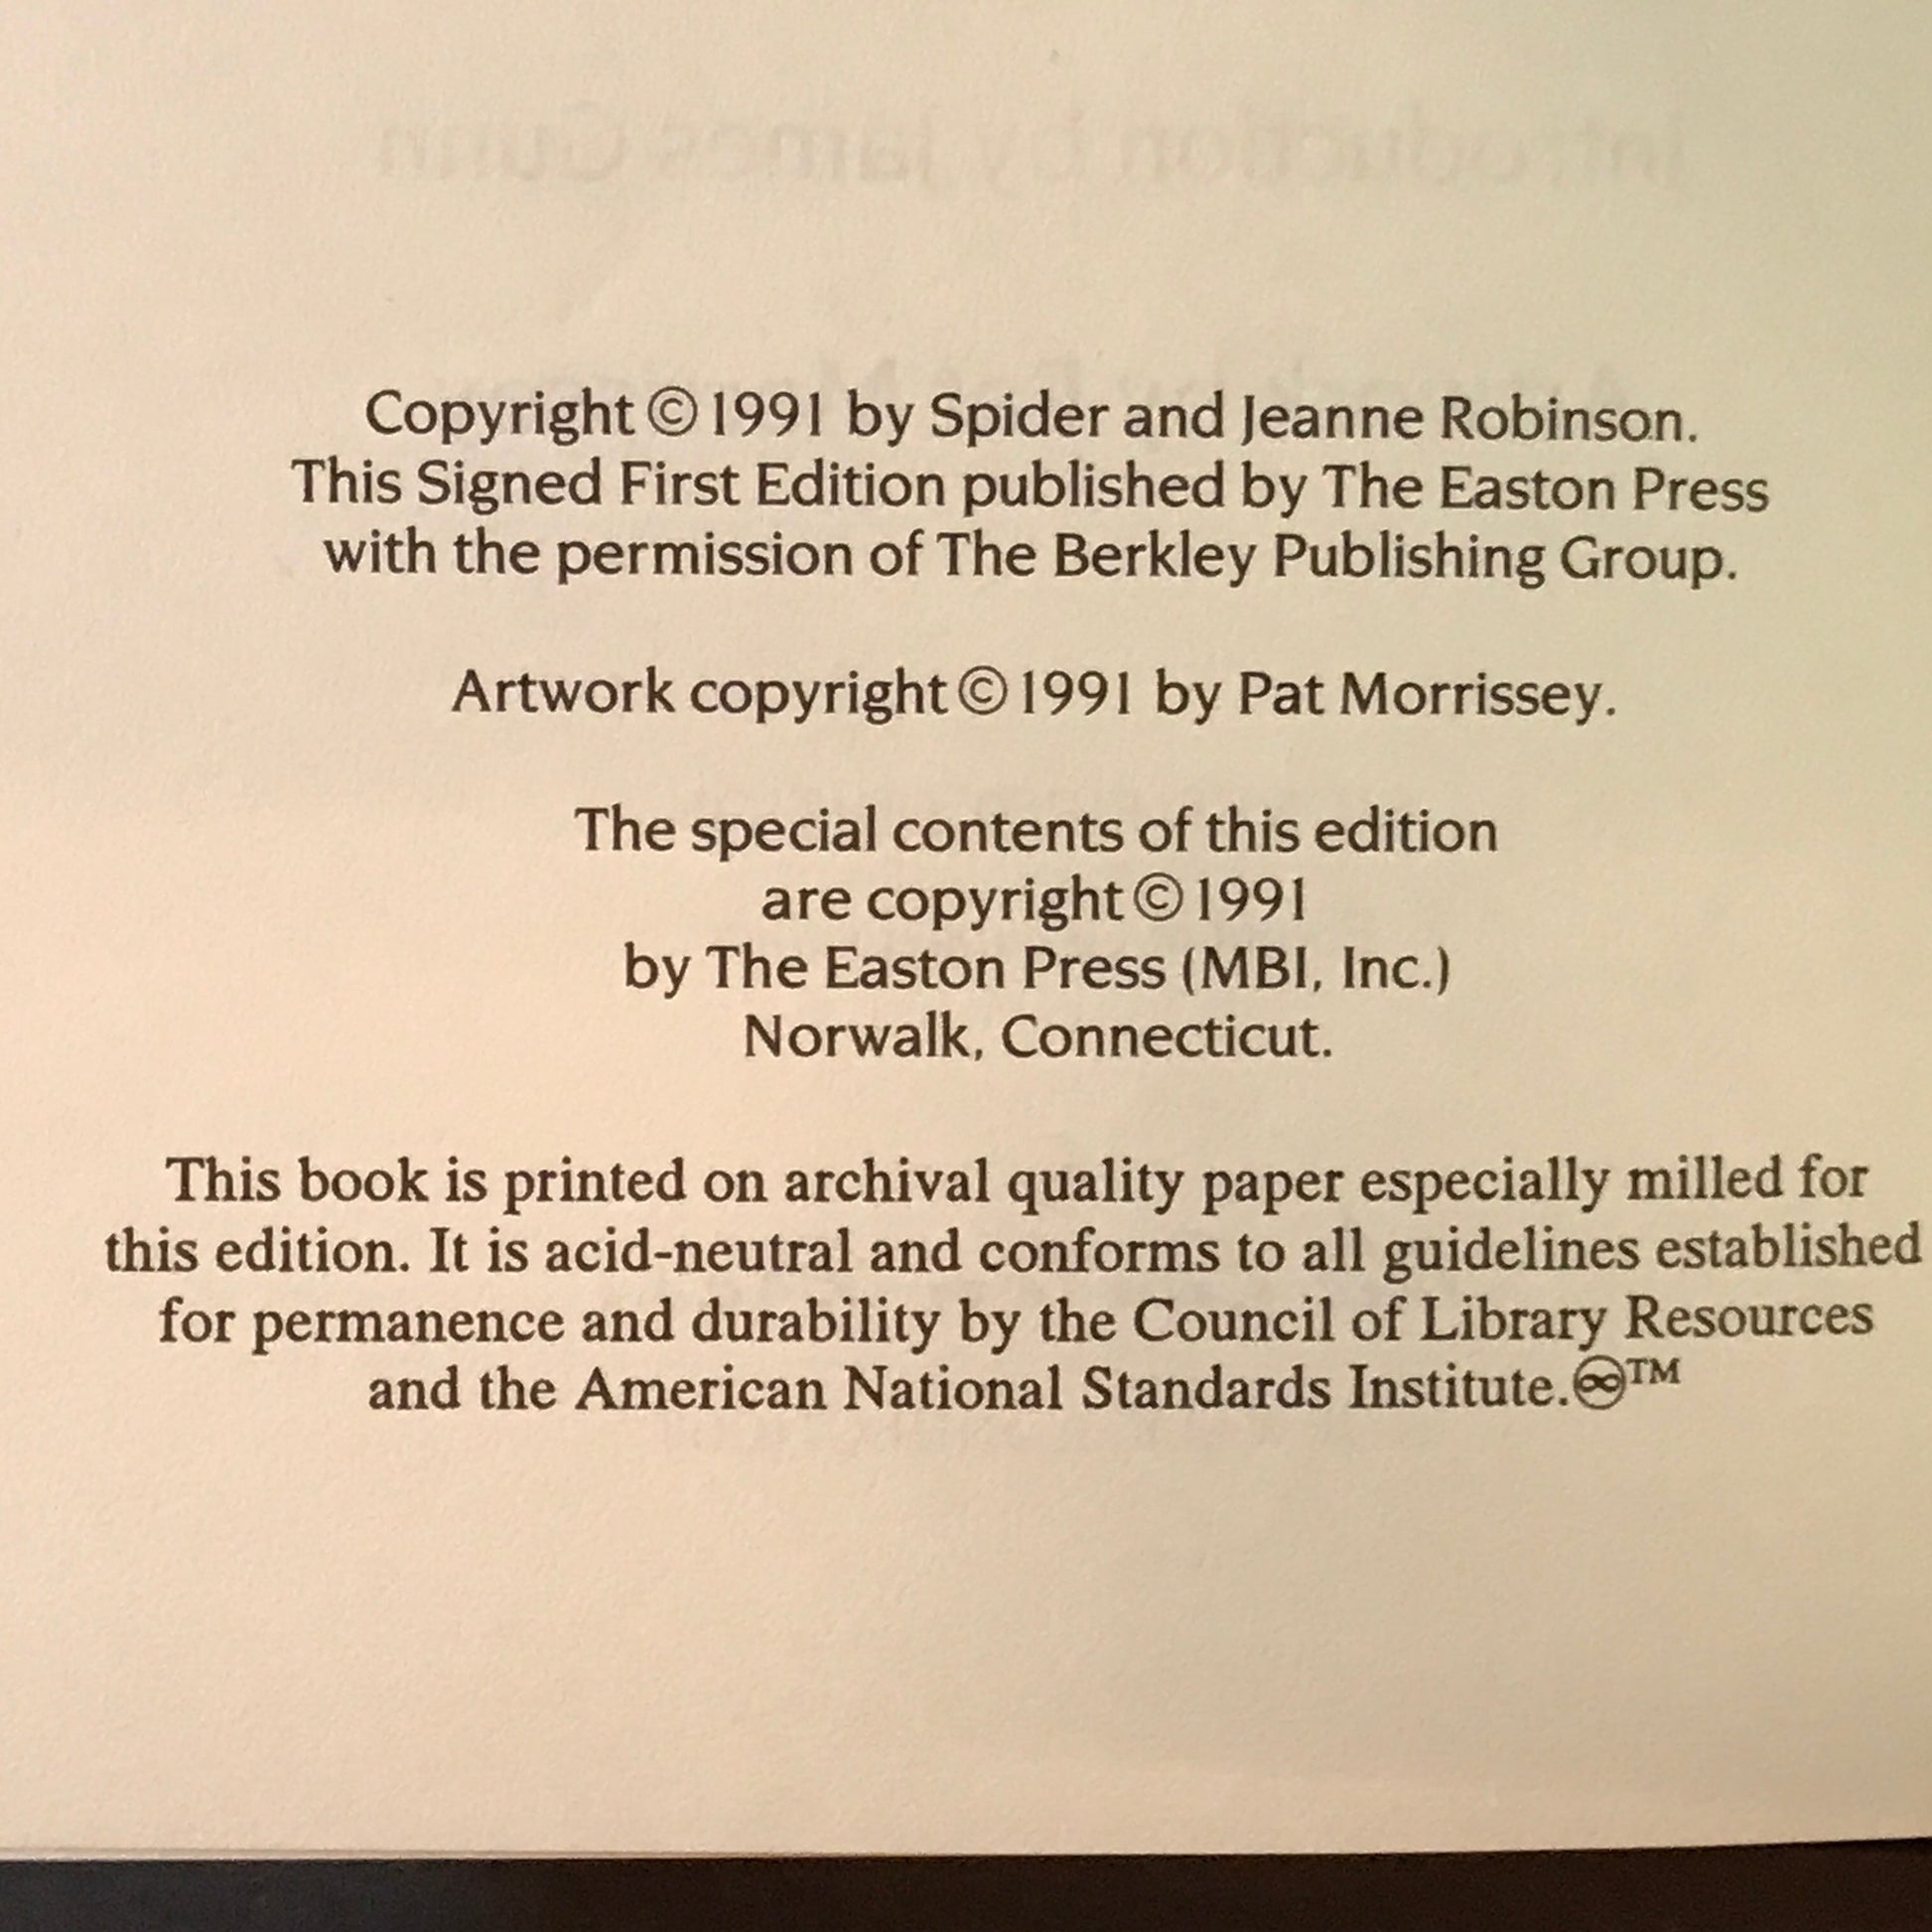 Introduction by James Gunn
Copyright © 1991 by Spider and Jeanne Robinson.
This Signed First Edition published by The Easton Press
with the permission of The Berkley Publishing Group.
Artwork copyright © 1991 by Pat Morrissey.
The special contents of this edition
are copyright © 1991
by The Easton Press (MBI, Inc.)
Norwalk, Connecticut.
This book is printed on archival quality paper especially milled for
this edition. It is acid-neutral and conforms to all guidelines established
for permanence and durability by the Council of Library Resources
and the American National Standards Institute.♾™